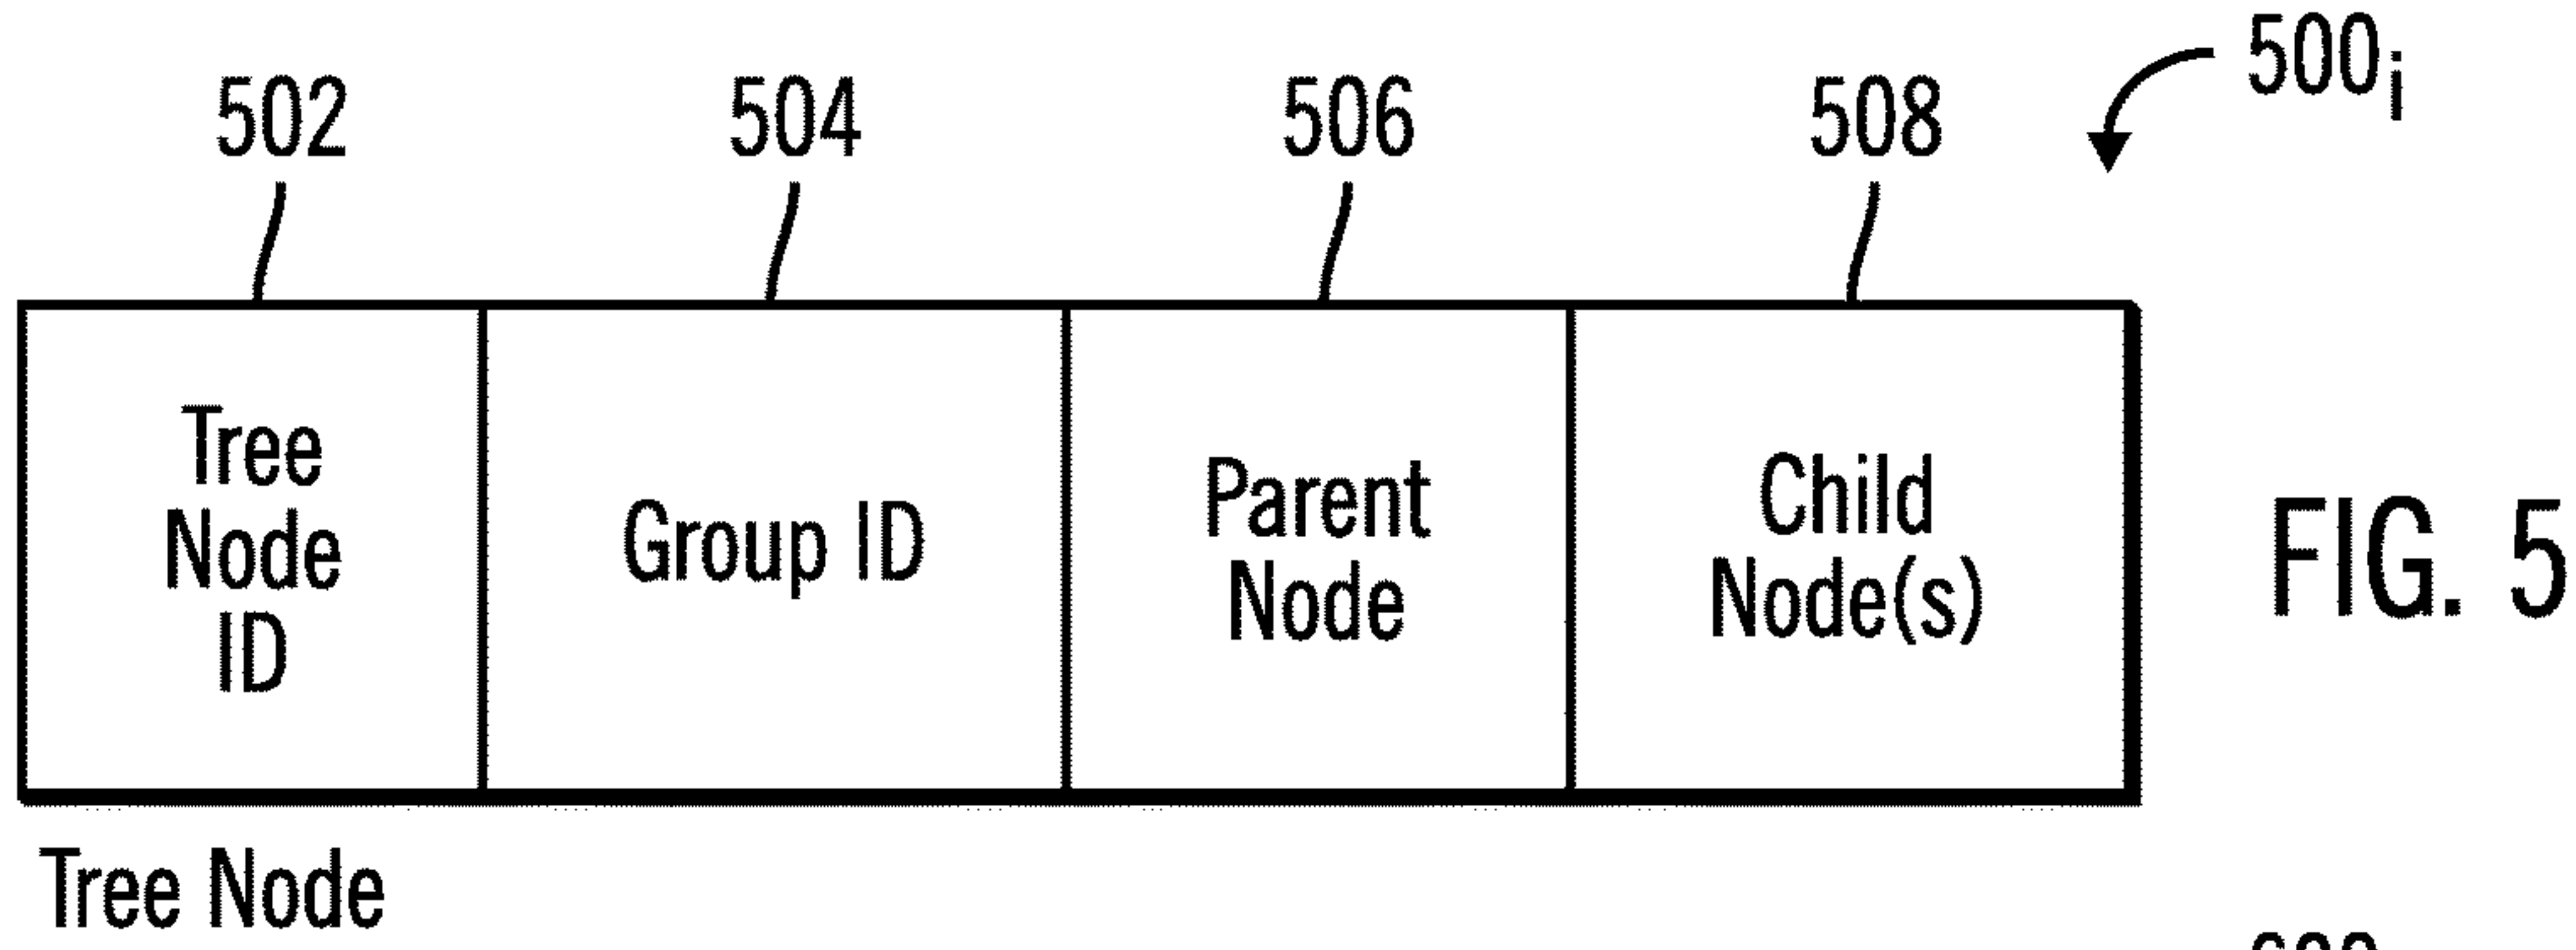 500i
502 504 506 508
Tree
Node
ID
Group ID
Parent
Node
Child
Node(s)
FIG. 5
Tree Node